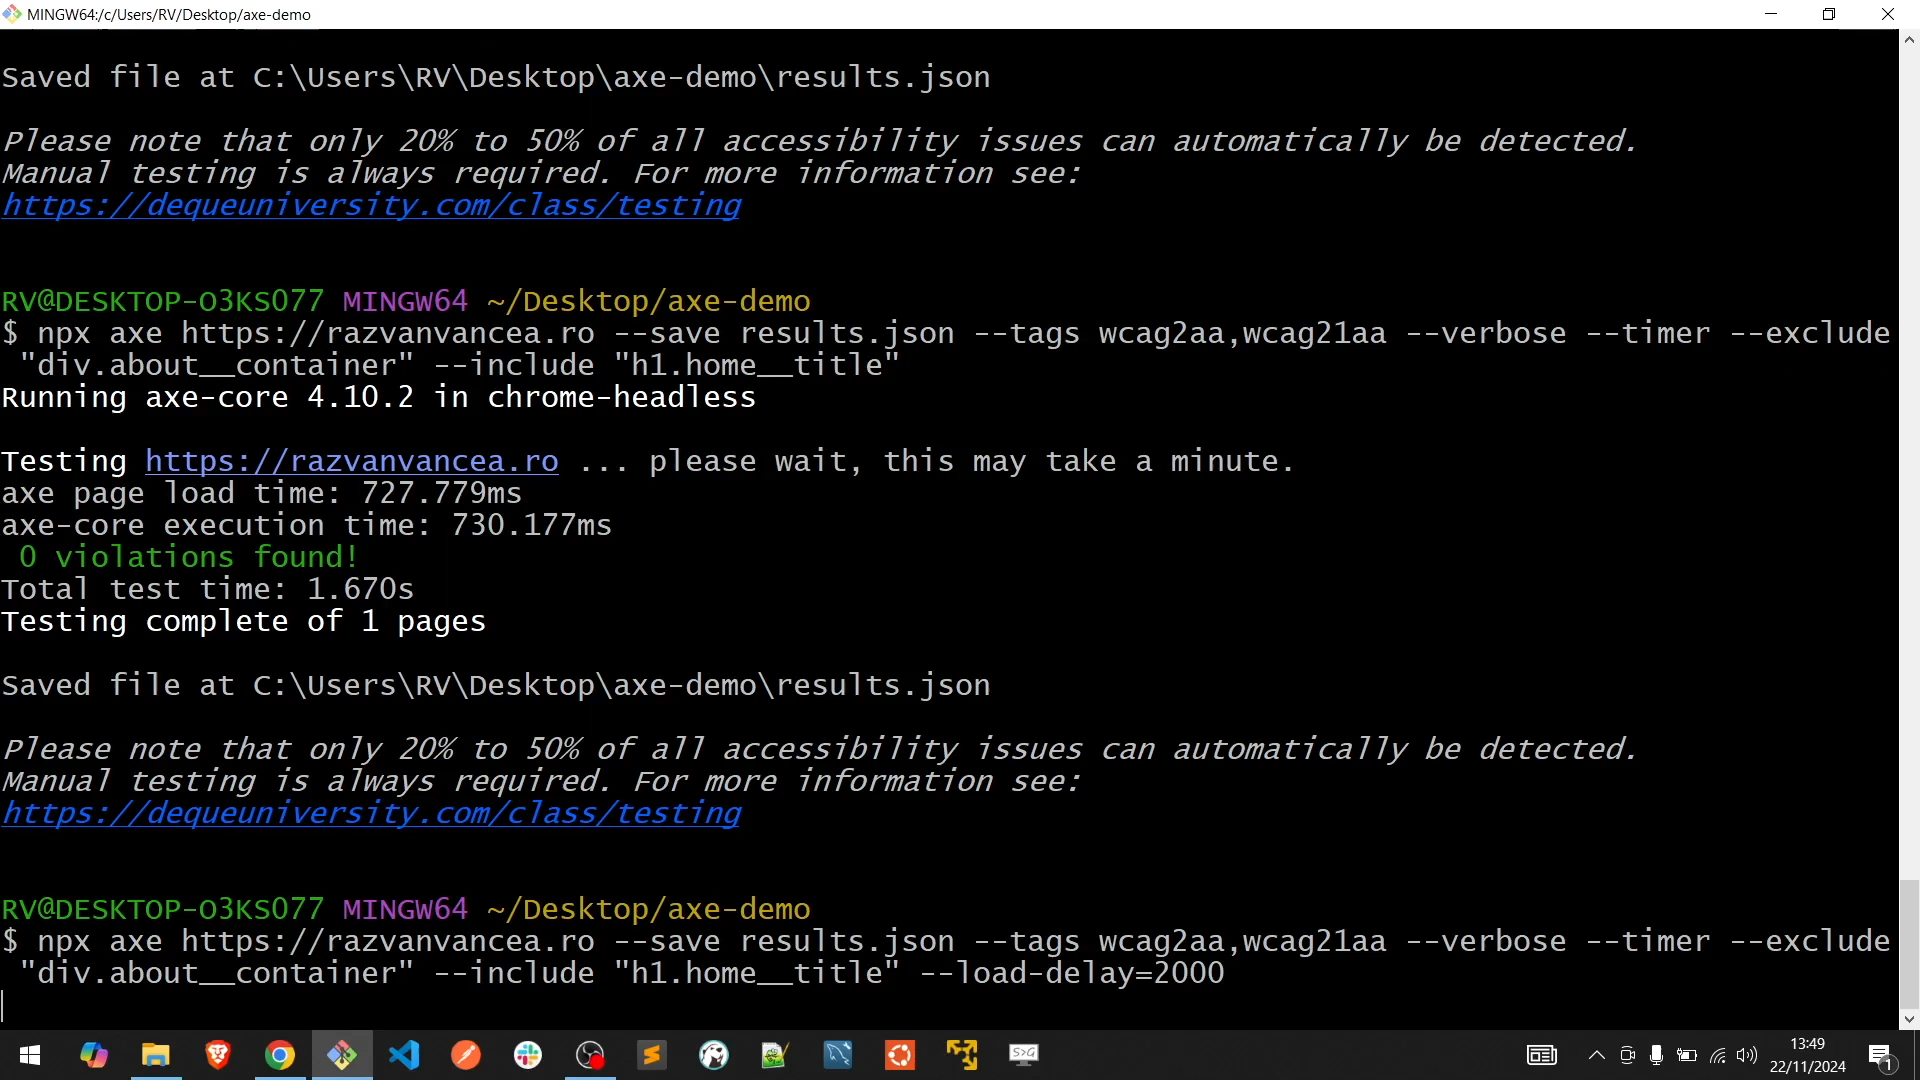 MINGW64:/c/Users/RV/Desktop/axe-demo
Saved file at C:\Users\RV\Desktop\axe-demo\results.json
Please note that only 20% to 50% of all accessibility issues can automatically be detected.
Manual testing is always required. For more information see:
https://dequeuniversity.com/class/testing
RV@DESKTOP-O3KS077 MINGW64 ~/Desktop/axe-demo
$ npx axe https://razvanvancea.ro --save results.json --tags wcag2aa,wcag21aa --verbose --timer --exclude
"div.about__container" --include "h1.home__title"
Running axe-core 4.10.2 in chrome-headless
Testing https://razvanvancea.ro ... please wait, this may take a minute.
axe page load time: 727.779ms
axe-core execution time: 730.177ms
0 violations found!
Total test time: 1.670s
Testing complete of 1 pages
Saved file at C:\Users\RV\Desktop\axe-demo\results.json
Please note that only 20% to 50% of all accessibility issues can automatically be detected.
Manual testing is always required. For more information see:
https://dequeuniversity.com/class/testing
RV@DESKTOP-O3KS077 MINGW64 ~/Desktop/axe-demo
$ npx axe https://razvanvancea.ro --save results.json --tags wcag2aa,wcag21aa --verbose --timer --exclude
"div.about__container" --include "h1.home__title" --load-delay=2000
S>G
13:49
22/11/2024
1